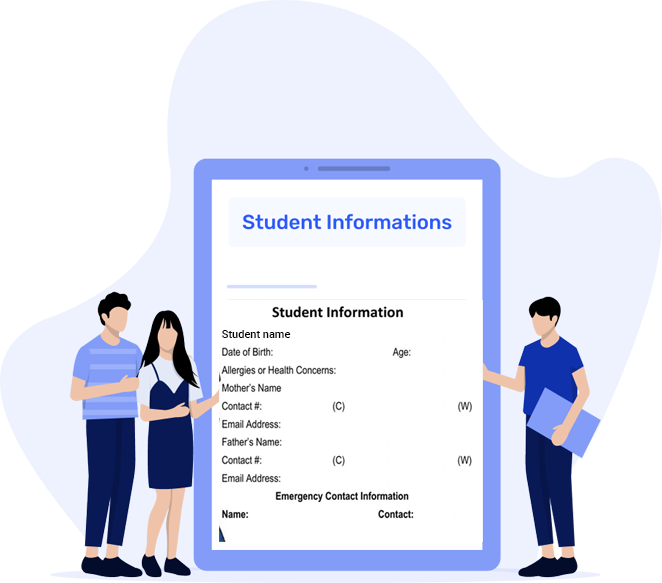 Student Informations
Student Information
Student name
Date of Birth: Age:
Allergies or Health Concerns:
Mother's Name
Contact #: (C) (W)
Email Address:
Father's Name:
Contact #: (C) (W)
Email Address:
Emergency Contact Information
Name: Contact: